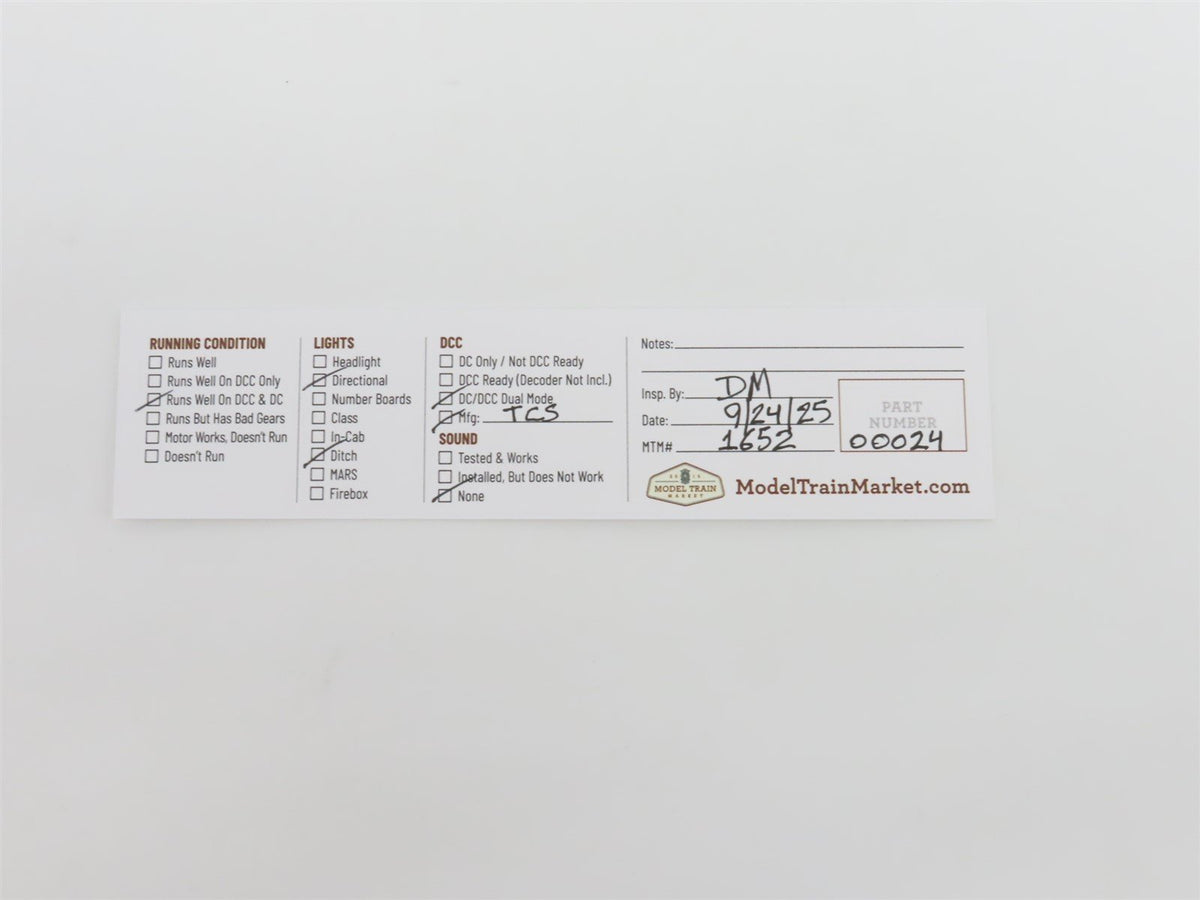 RUNNING CONDITION
Runs Well
Runs Well On DCC Only
Runs Well On DCC & DC
Runs But Has Bad Gears
Motor Works, Doesn't Run
Doesn't Run
LIGHTS
Headlight
Directional
Number Boards
Class
In-Cab
Ditch
MARS
Firebox
DCC
DC Only / Not DCC Ready
DCC Ready (Decoder Not Incl.)
DC/DCC Dual Mode
Mfg: TCS
SOUND
Tested & Works
Installed, But Does Not Work
None
Notes:
Insp. By: DM
Date: 9/24/25
MTM# 1652
PART
NUMBER
00024
MODEL TRAIN
MARKET
ModelTrainMarket.com